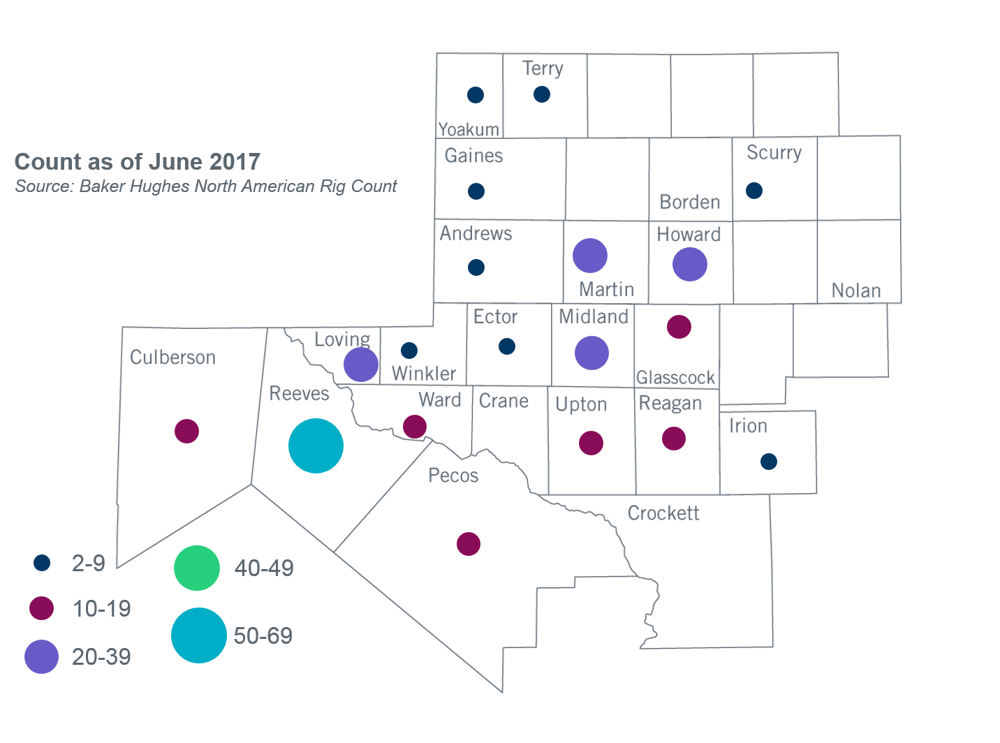 Terry
Yoakum
Count as of June 2017
Source: Baker Hughes North American Rig Count
Gaines
Scurry
Borden
Andrews
Howard
Martin
Nolan
Ector
Midland
Loving
Culberson
Winkler
Glasscock
Reeves
Ward
Crane
Upton
Reagan
Irion
Pecos
Crockett
2-9
40-49
10-19
50-69
20-39